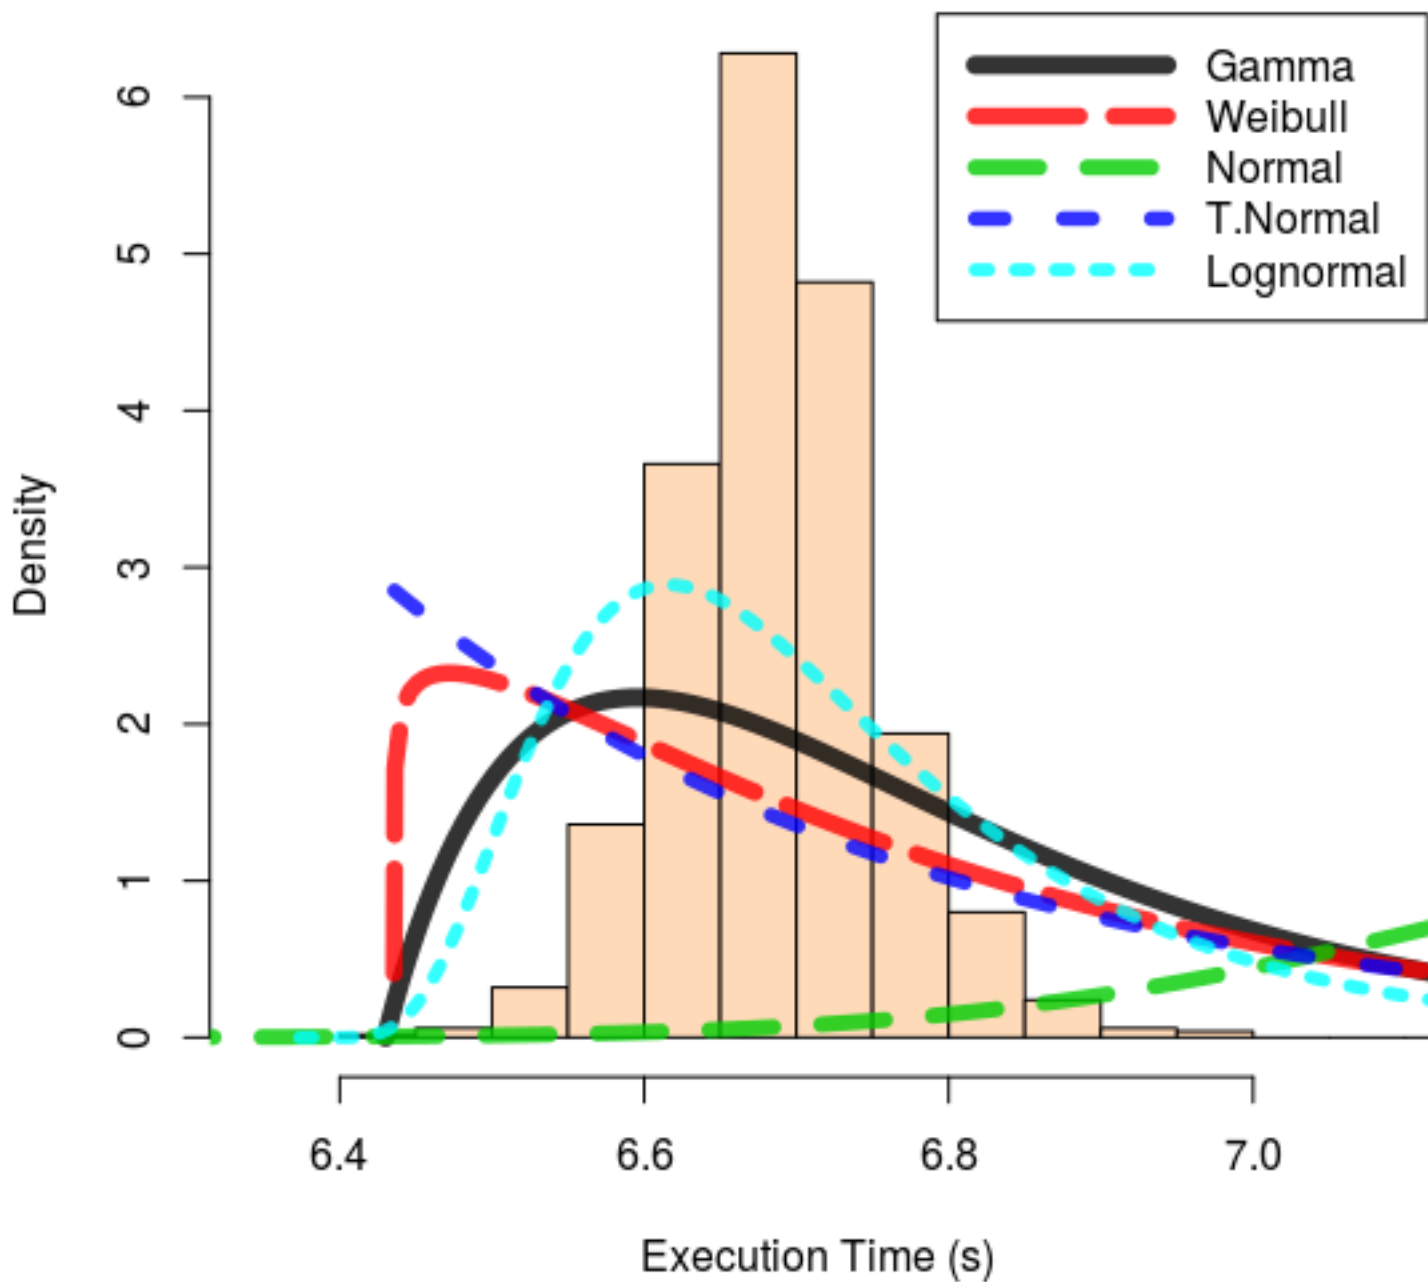 Gamma
Weibull
Normal
T.Normal
Lognormal
6
5
4
3
2
1
0
Density
6.4 6.6 6.8 7.0
Execution Time (s)